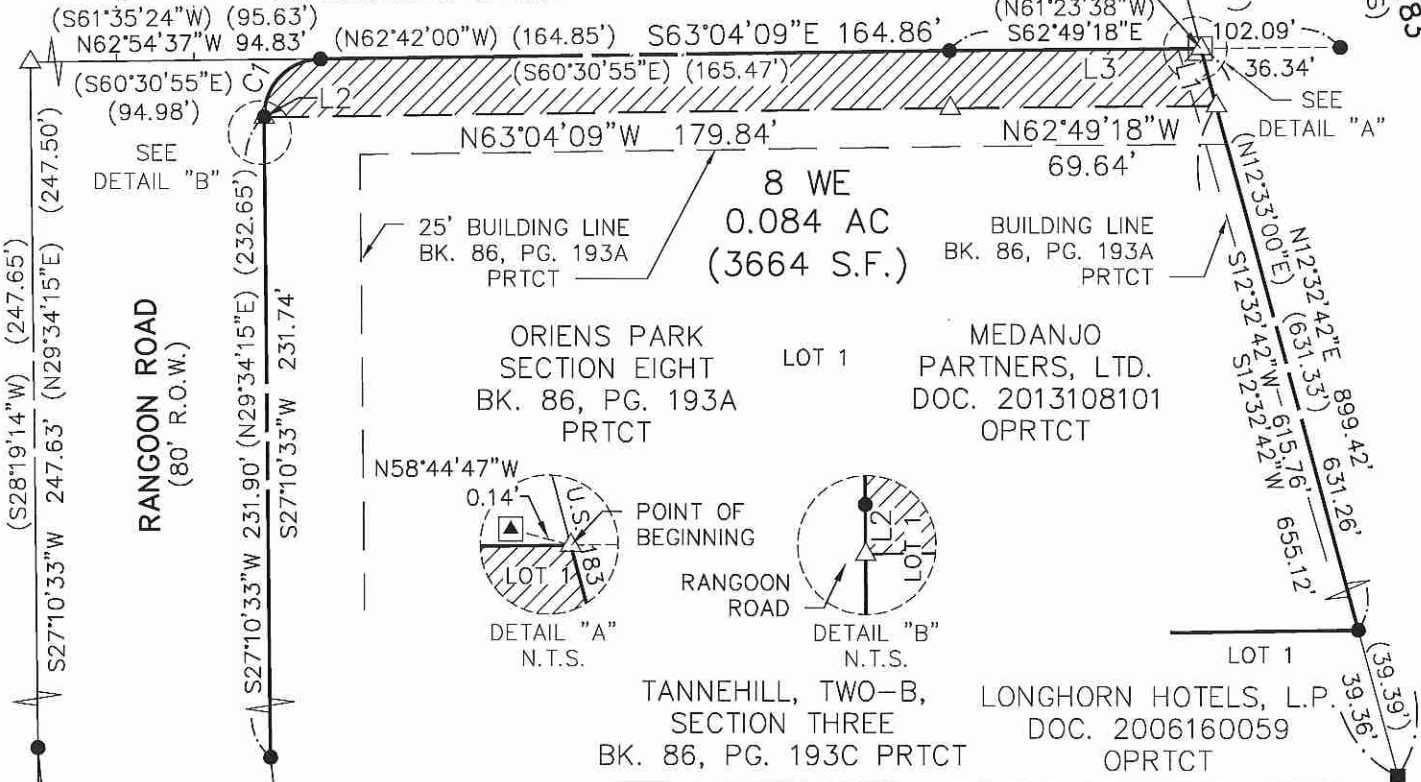 (S61°35'24"W) (95.63')
N62°54'37"W 94.83'
(N62°42'00"W) (164.85')
S63°04'09"E 164.86'
(N61°23'38"W)
S62°49'18"E
102.09'
36.34'
83
(S60°30'55"E)
(94.98')
C1
L2
(S60°30'55"E) (165.47')
L3
L1
SEE
DETAIL "A"
SEE
DETAIL "B"
N63°04'09"W 179.84'
N62°49'18"W
69.64'
8 WE
0.084 AC
(3664 S.F.)
25' BUILDING LINE
BK. 86, PG. 193A
PRTCT
BUILDING LINE
BK. 86, PG. 193A
PRTCT
(S28°19'14"W) (247.65')
S27°10'33"W 247.63' (N29°34'15"E) (247.50')
RANGOON ROAD
(80' R.O.W.)
S27°10'33"W 231.90' (N29°34'15"E) (232.65')
S27°10'33"W 231.74'
ORIENS PARK
SECTION EIGHT
BK. 86, PG. 193A
PRTCT
LOT 1
MEDANJO
PARTNERS, LTD.
DOC. 2013108101
OPRTCT
N12°32'42"E 899.42'
(N12°33'00"E) (631.33') 631.26'
S12°32'42"W 615.76'
S12°32'42"W 655.12'
N58°44'47"W
0.14'
U.S. 183
LOT 1
POINT OF
BEGINNING
DETAIL "A"
N.T.S.
L2
LOT 1
RANGOON
ROAD
DETAIL "B"
N.T.S.
LOT 1
(39.39')
39.36'
TANNEHILL, TWO-B,
SECTION THREE
BK. 86, PG. 193C PRTCT
LONGHORN HOTELS, L.P.
DOC. 2006160059
OPRTCT